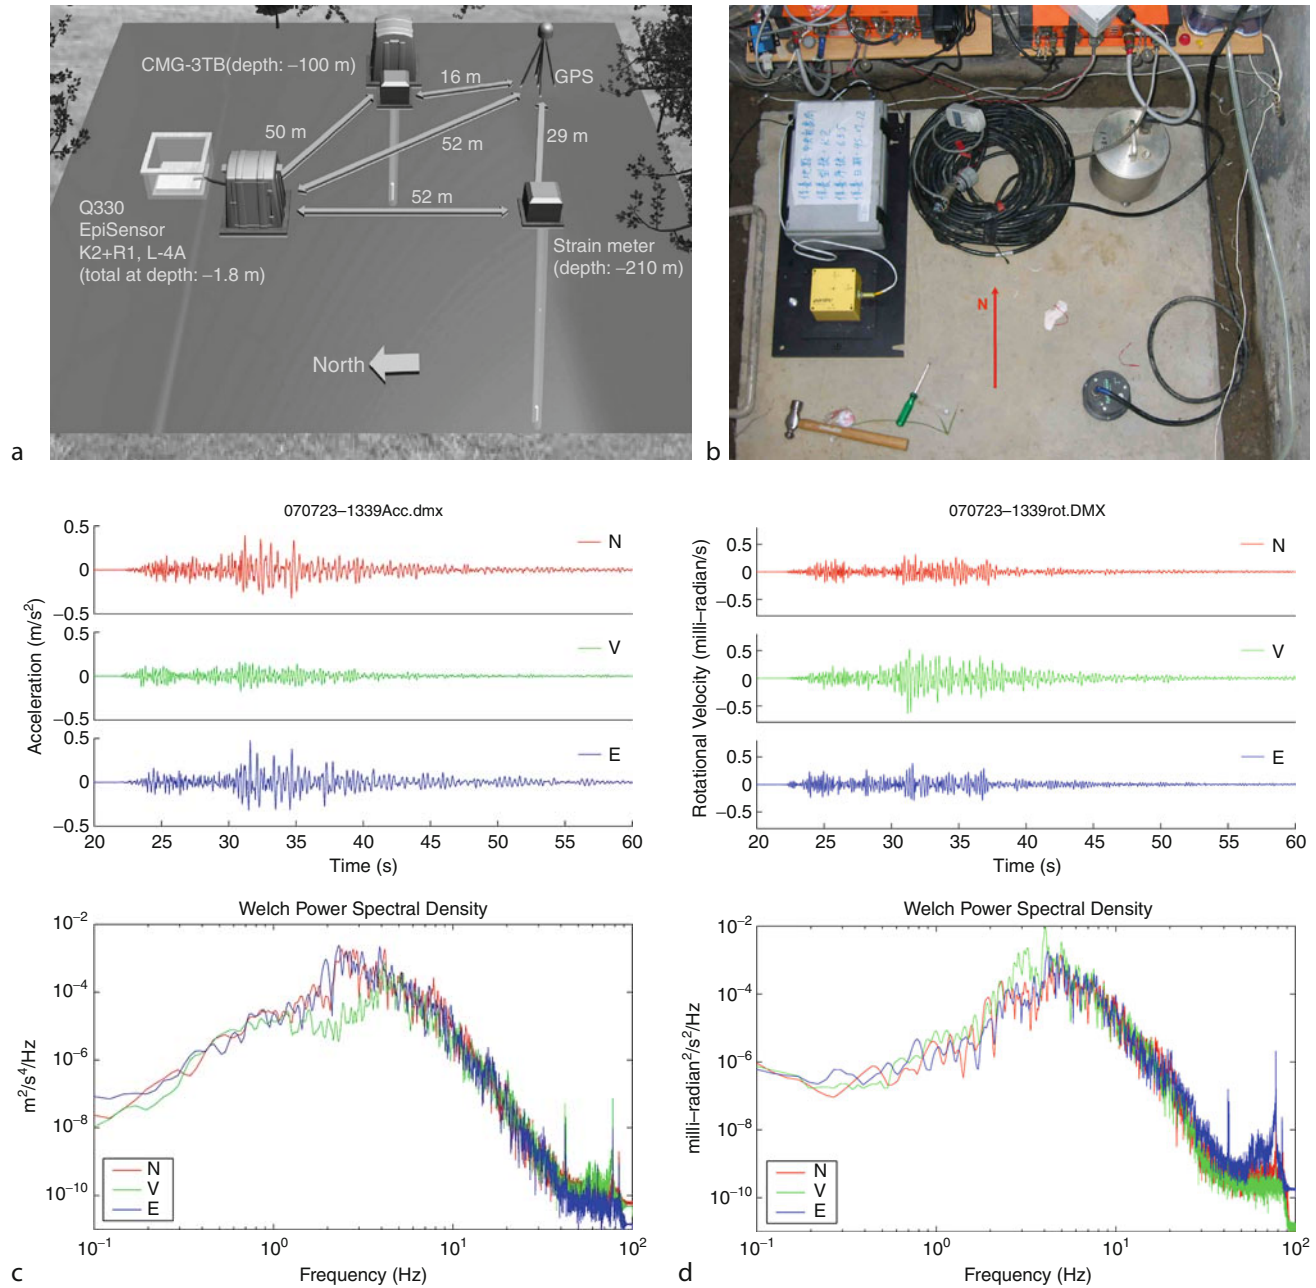 CMG-3TB(depth: −100 m)
16 m
GPS
50 m
52 m
29 m
52 m
Q330
EpiSensor
K2+R1, L-4A
(total at depth: −1.8 m)
Strain meter
(depth: −210 m)
North
a
N
b
070723–1339Acc.dmx
0.5
0
−0.5
N
0.5
0
−0.5
V
0.5
0
−0.5
E
Acceleration (m/s²)
20 25 30 35 40 45 50 55 60
Time (s)
070723–1339rot.DMX
0.5
0
−0.5
N
0.5
0
−0.5
V
0.5
0
−0.5
E
Rotational Velocity (milli–radian/s)
20 25 30 35 40 45 50 55 60
Time (s)
Welch Power Spectral Density
10⁻²
10⁻⁴
10⁻⁶
10⁻⁸
10⁻¹⁰
m²/s⁴/Hz
N
V
E
10⁻¹ 10⁰ 10¹ 10²
Frequency (Hz)
c
Welch Power Spectral Density
10⁻²
10⁻⁴
10⁻⁶
10⁻⁸
10⁻¹⁰
milli–radian²/s²/Hz
N
V
E
10⁻¹ 10⁰ 10¹ 10²
Frequency (Hz)
d